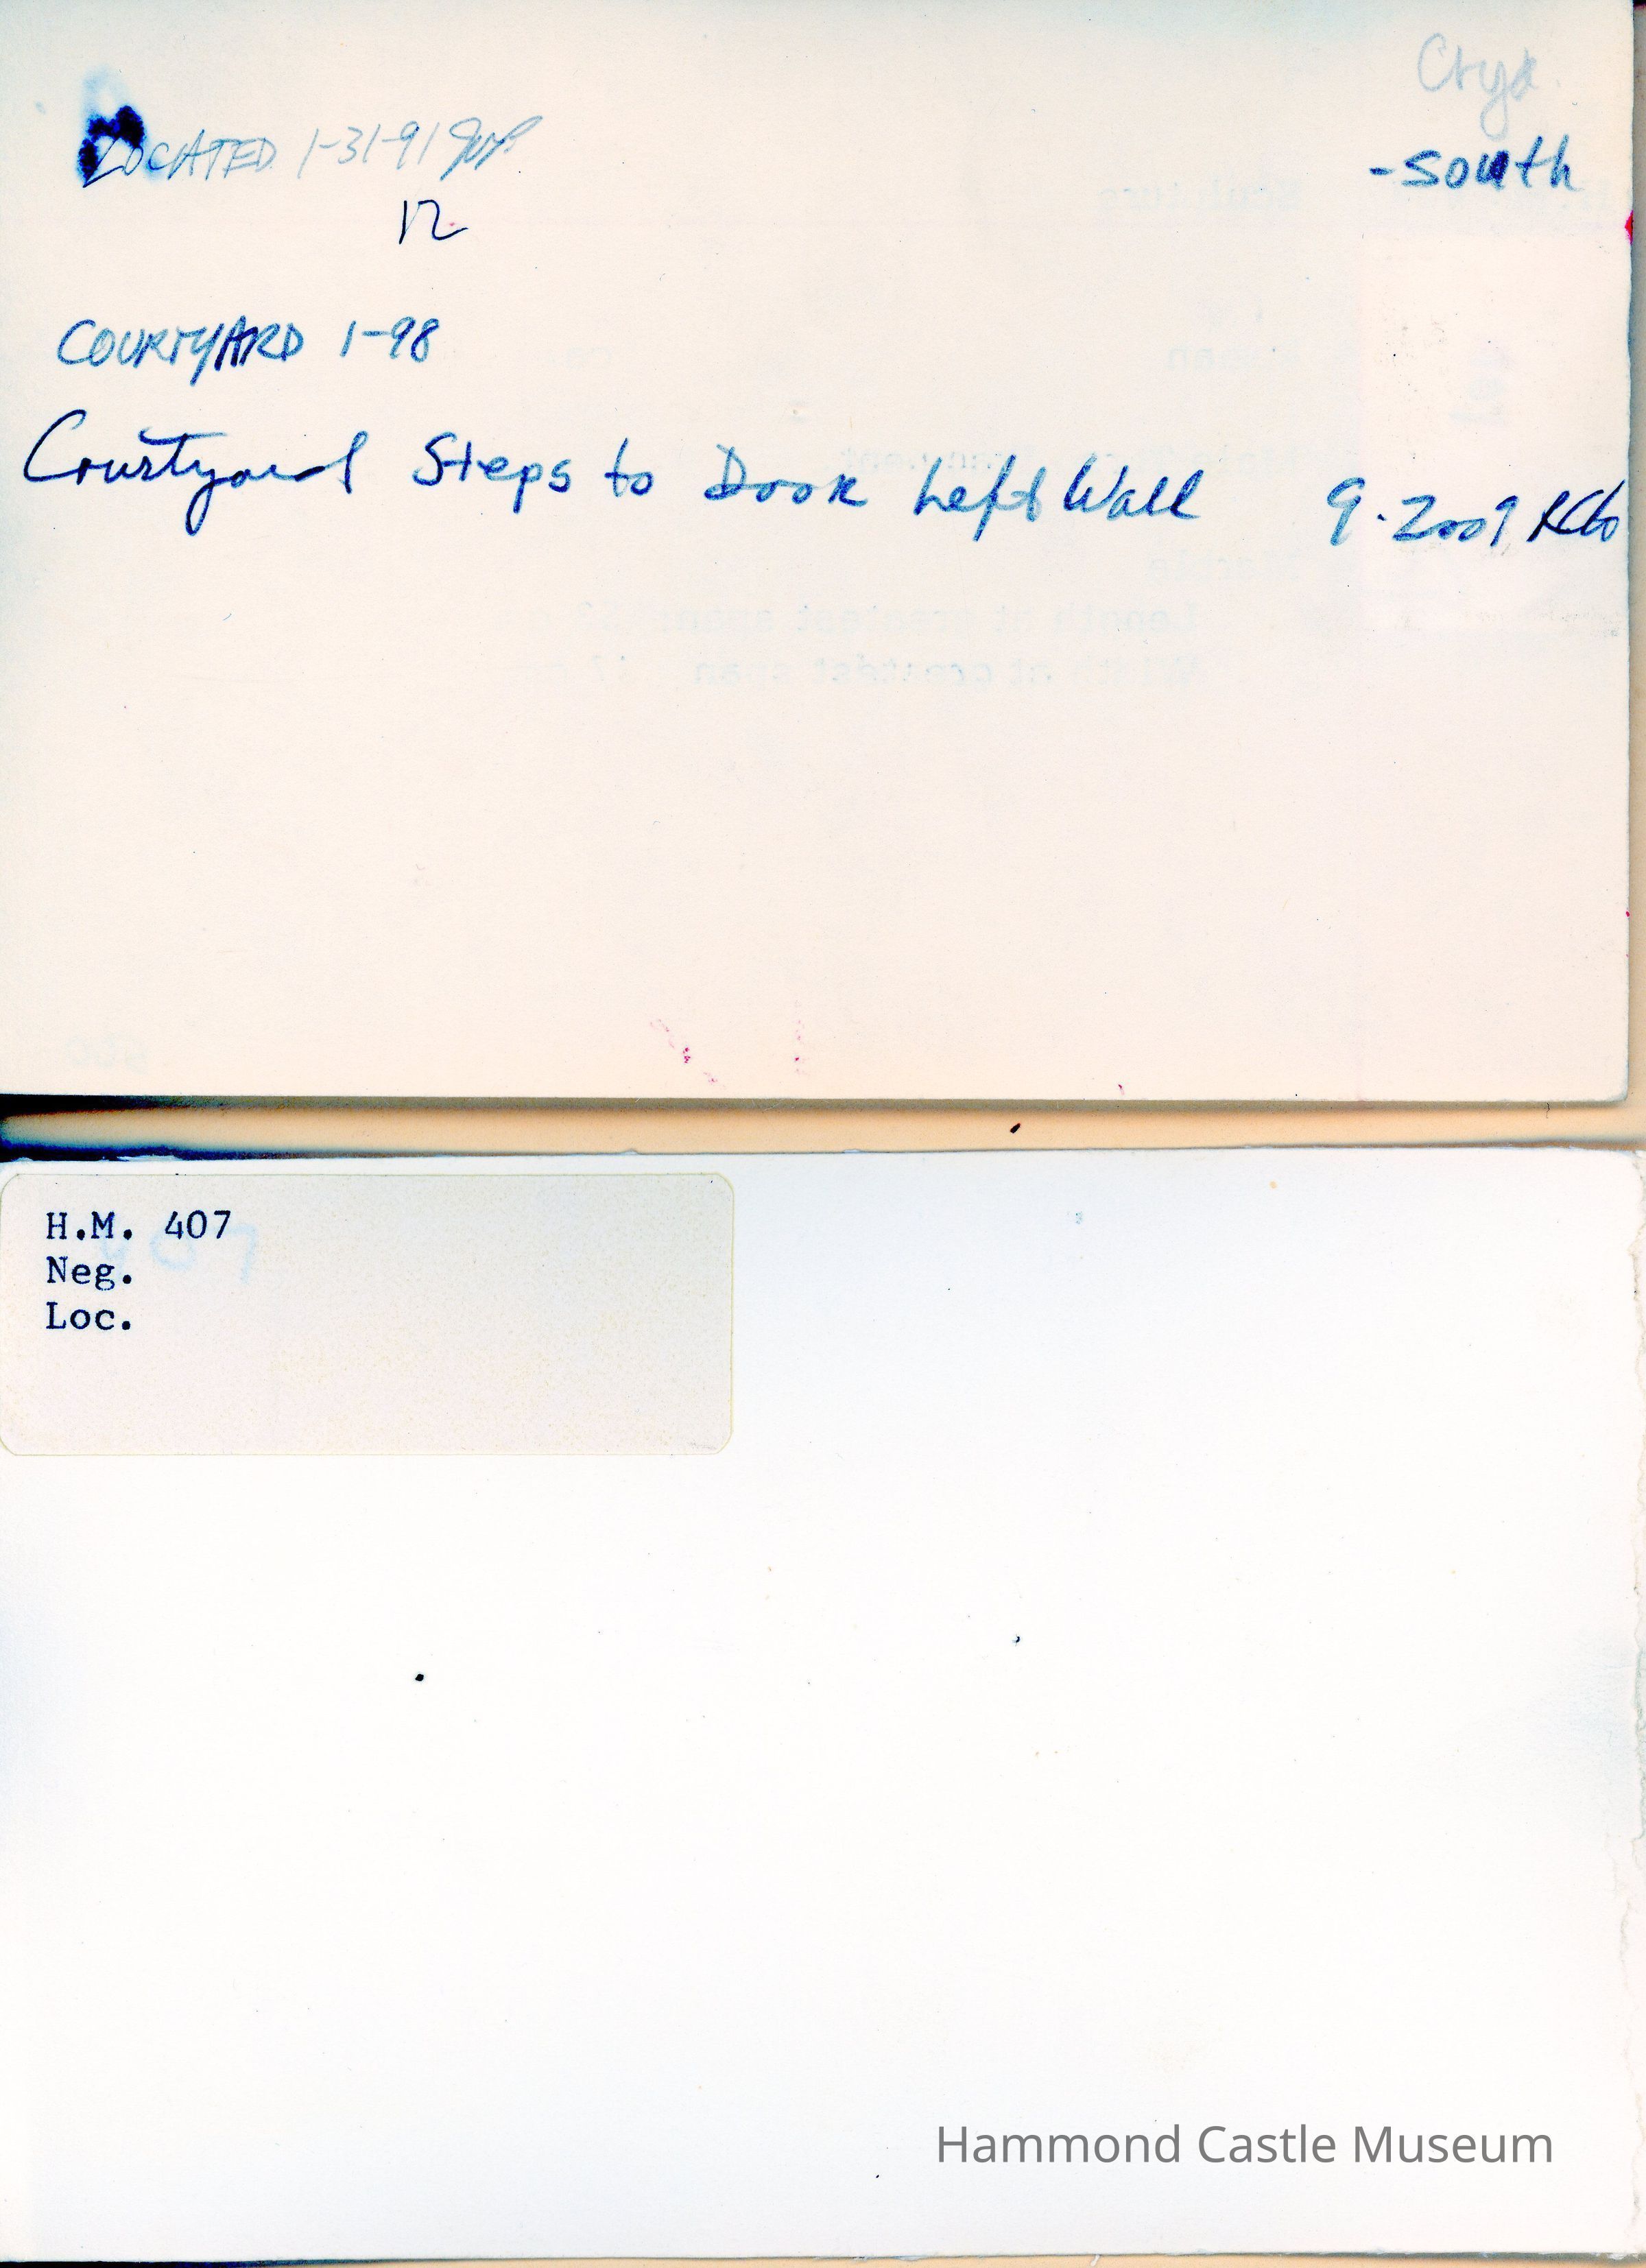 Ctyd.
LOCATED 1-31-91
-South
12
COURTYARD 1-98
Courtyard Steps to Door Left Wall 9-2009
H.M. 407
Neg.
Loc.
Hammond Castle Museum